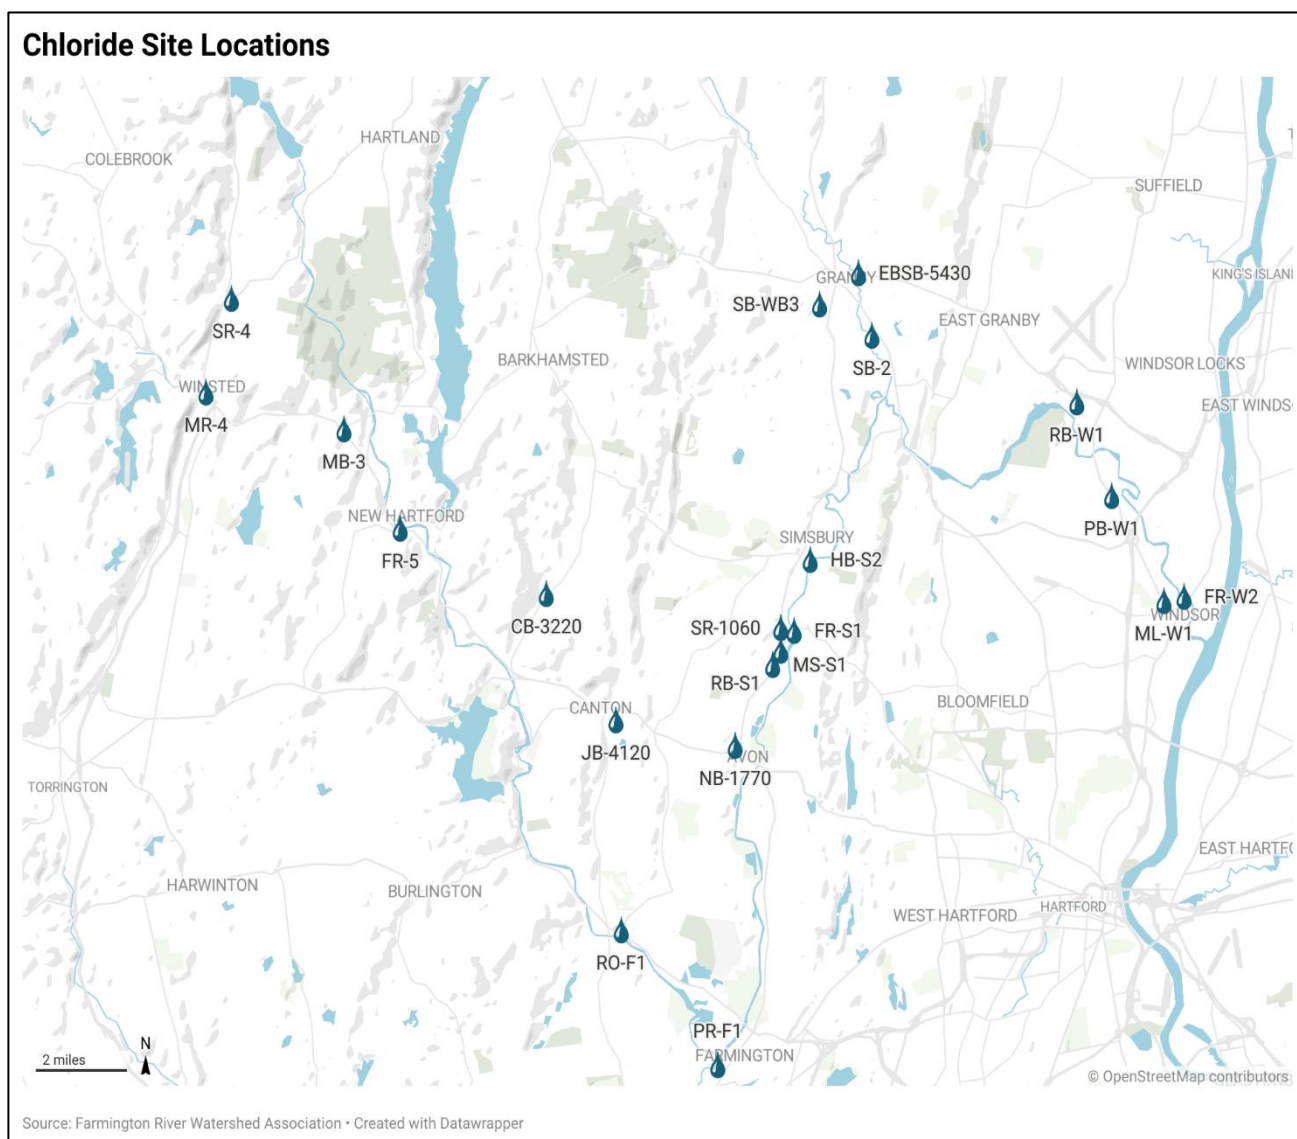 Chloride Site Locations
HARTLAND
COLEBROOK
SUFFIELD
GRANBY
EBSB-5430
KING'S ISLAN
SB-WB3
EAST GRANBY
SR-4
SB-2
BARKHAMSTED
WINDSOR LOCKS
WINSTED
MR-4
EAST WINDS
RB-W1
MB-3
NEW HARTFORD
PB-W1
SIMSBURY
FR-5
HB-S2
FR-W2
WINDSOR
CB-3220
ML-W1
SR-1060
FR-S1
MS-S1
RB-S1
BLOOMFIELD
CANTON
JB-4120
AVON
NB-1770
TORRINGTON
EAST HARTFO
HARWINTON
BURLINGTON
HARTFORD
WEST HARTFORD
RO-F1
PR-F1
N
FARMINGTON
2 miles
© OpenStreetMap contributors
Source: Farmington River Watershed Association • Created with Datawrapper